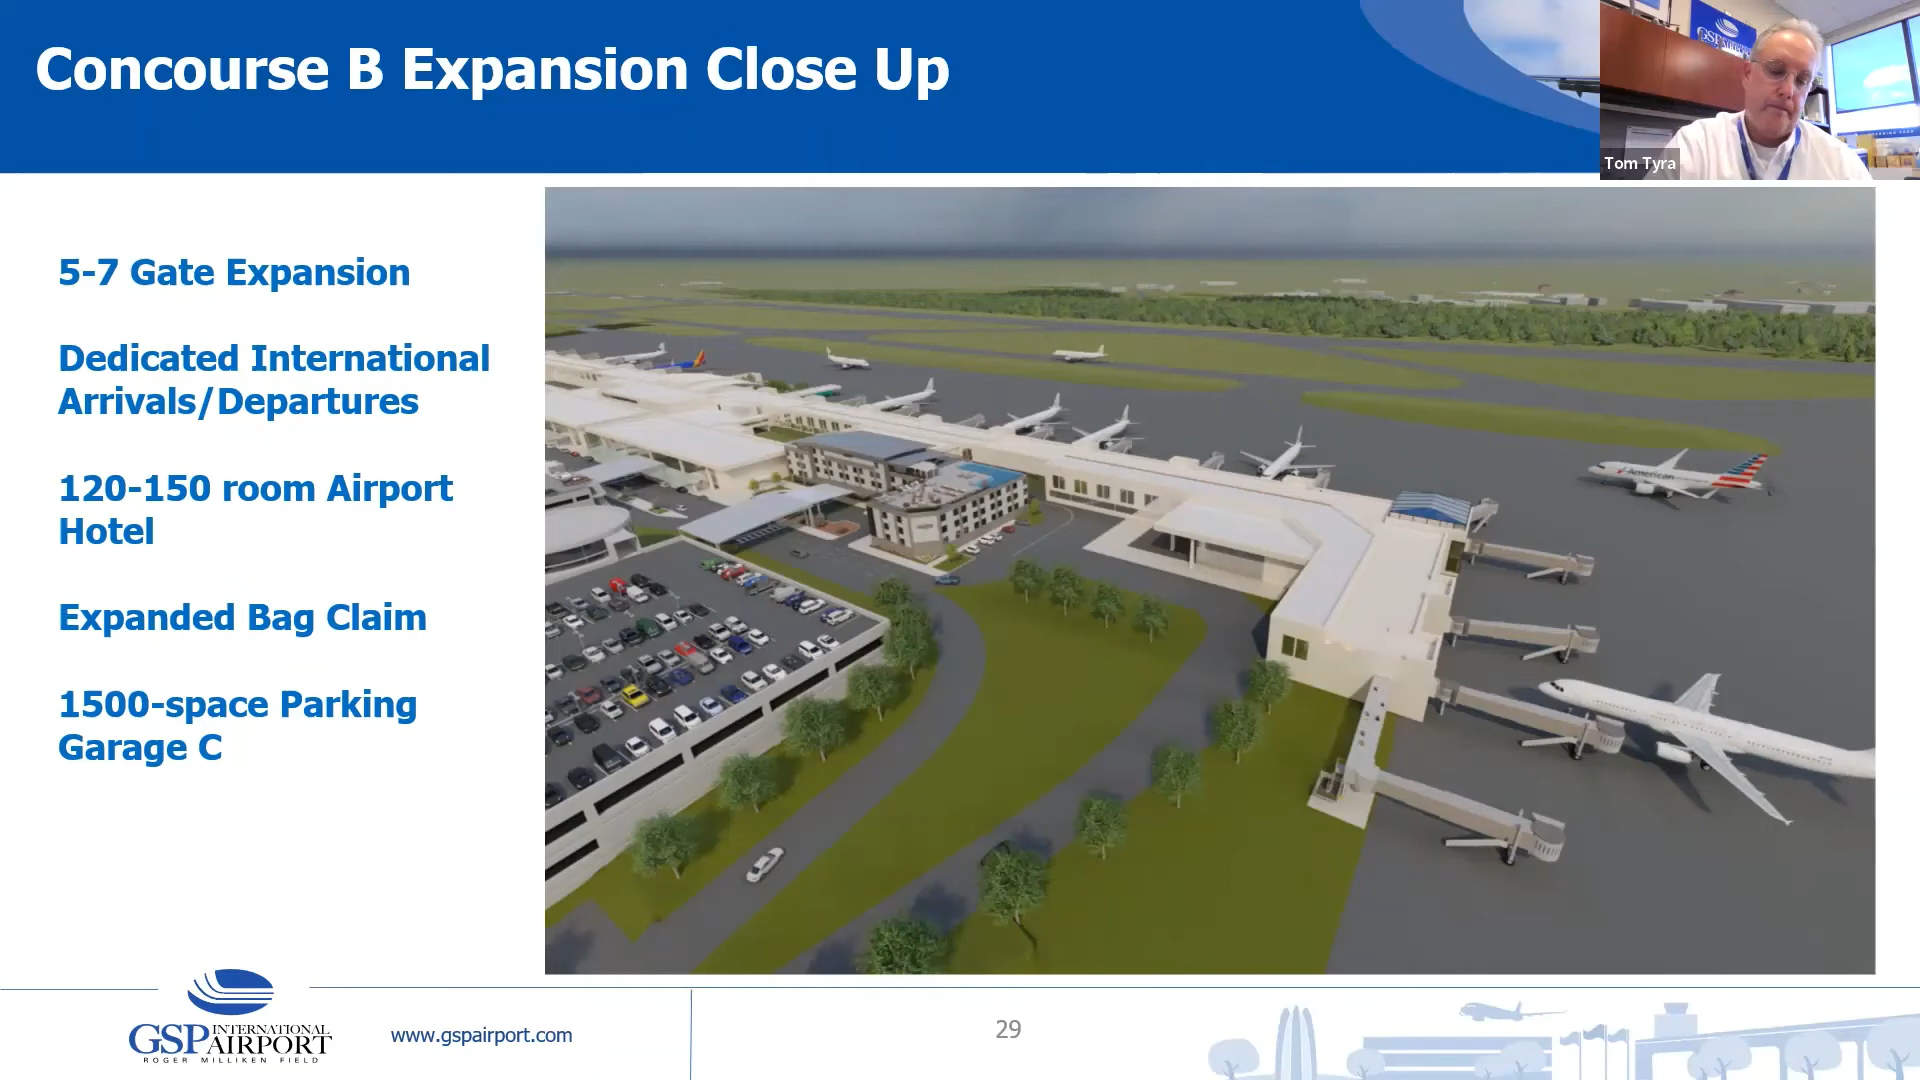 Concourse B Expansion Close Up
Tom Tyra
5-7 Gate Expansion
Dedicated International
Arrivals/Departures
120-150 room Airport
Hotel
Expanded Bag Claim
1500-space Parking
Garage C
American
GSP INTERNATIONAL
AIRPORT
ROGER MILLIKEN FIELD
www.gspairport.com
29